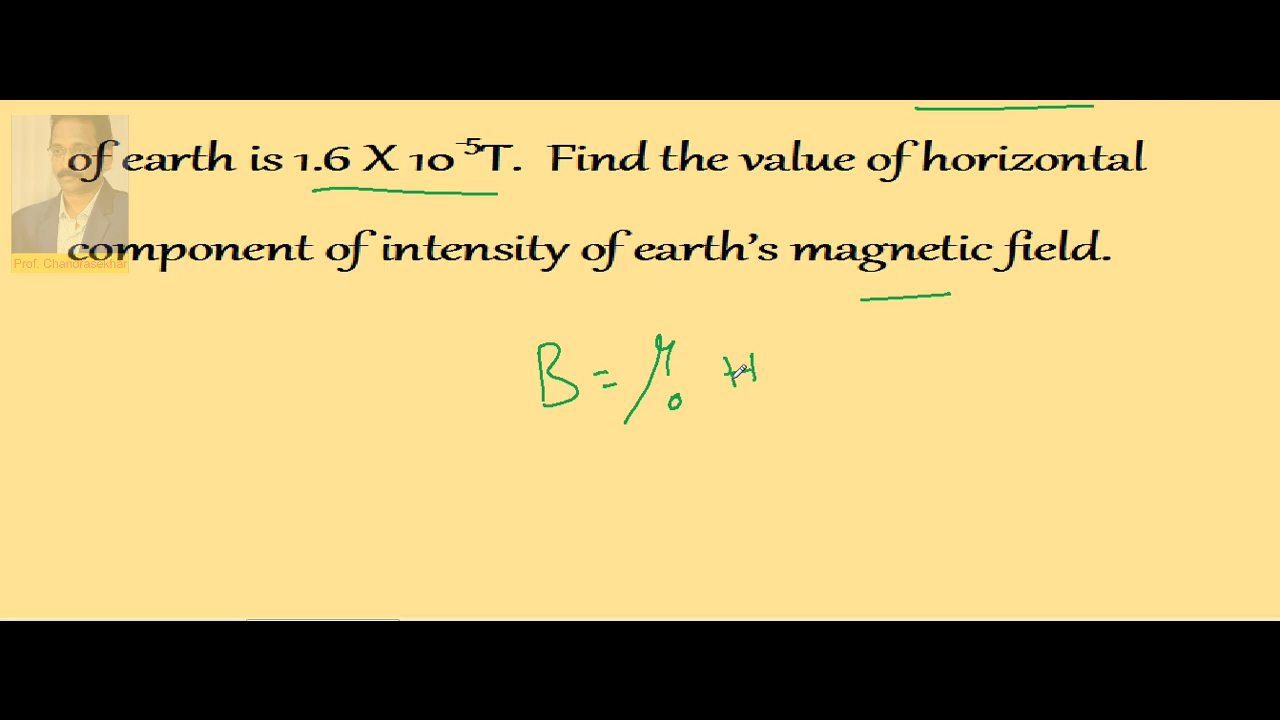 of earth is 1.6 X 10⁻⁵T. Find the value of horizontal
component of intensity of earth's magnetic field.
Prof. Chandrasekhar
B = μ₀ H